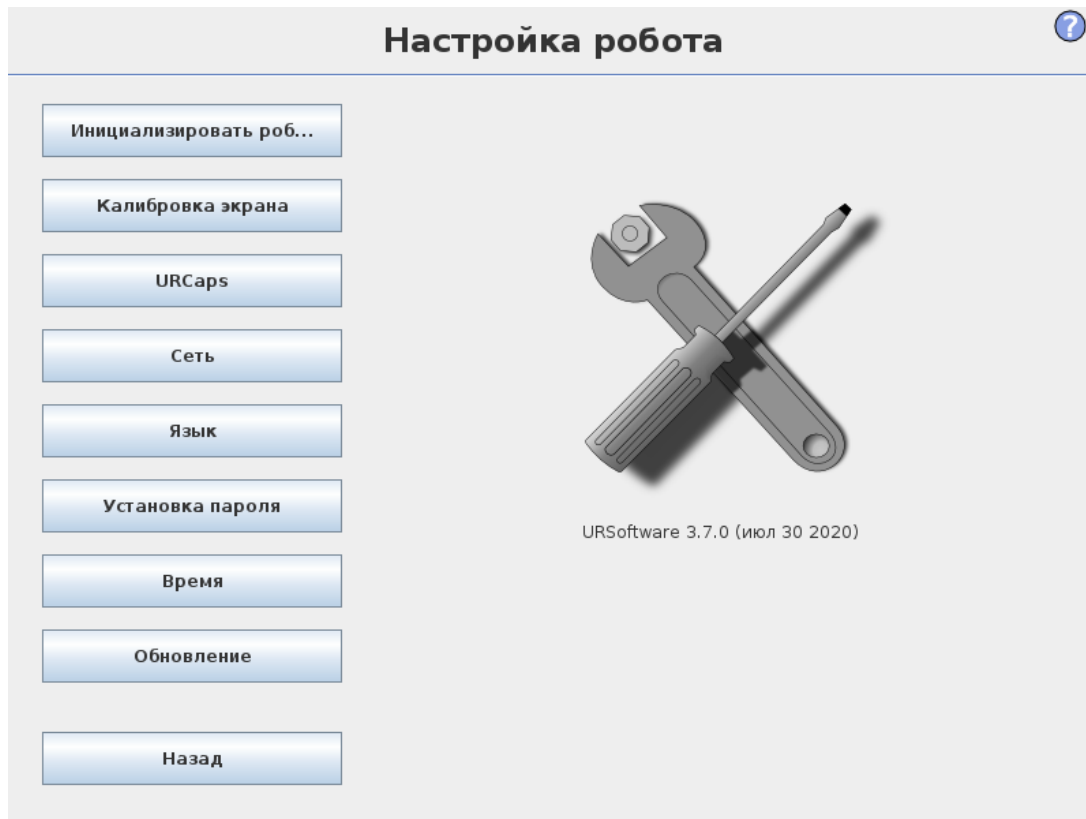 Настройка робота
?
Инициализировать роб...
Калибровка экрана
URCaps
Сеть
Язык
Установка пароля
Время
Обновление
Назад
URSoftware 3.7.0 (июл 30 2020)